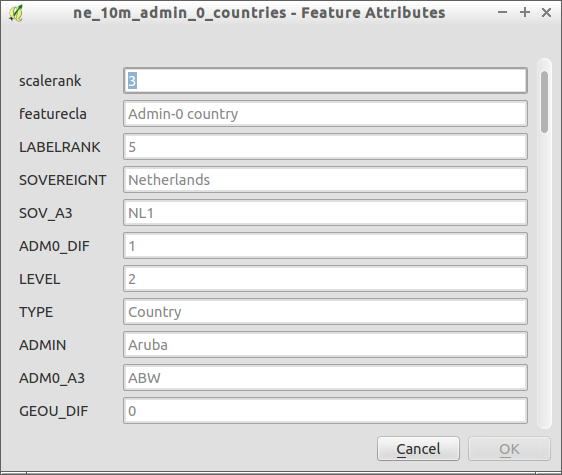 ne_10m_admin_0_countries - Feature Attributes
scalerank 3
featurecla Admin-0 country
LABELRANK 5
SOVEREIGNT Netherlands
SOV_A3 NL1
ADM0_DIF 1
LEVEL 2
TYPE Country
ADMIN Aruba
ADM0_A3 ABW
GEOU_DIF 0
Cancel OK